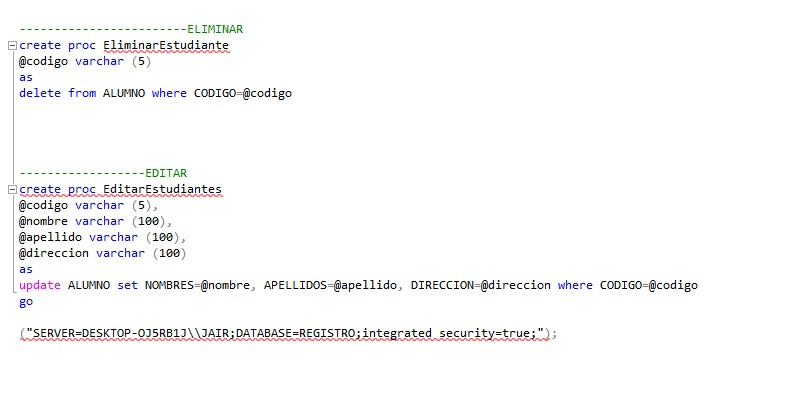 ------------------------ELIMINAR
create proc EliminarEstudiante
@codigo varchar (5)
as
delete from ALUMNO where CODIGO=@codigo
------------------EDITAR
create proc EditarEstudiantes
@codigo varchar (5),
@nombre varchar (100),
@apellido varchar (100),
@direccion varchar (100)
as
update ALUMNO set NOMBRES=@nombre, APELLIDOS=@apellido, DIRECCION=@direccion where CODIGO=@codigo
go
("SERVER=DESKTOP-OJ5RB1J\\JAIR;DATABASE=REGISTRO;integrated security=true;");